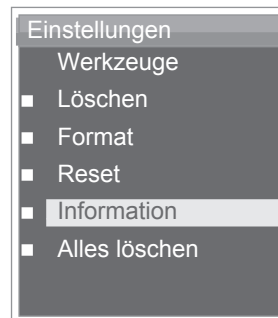 Einstellungen
Werkzeuge
Löschen
Format
Reset
Information
Alles löschen